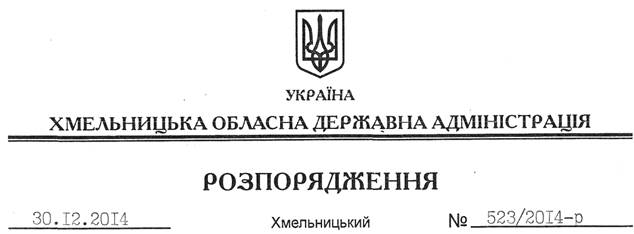 УКРАЇНА
ХМЕЛЬНИЦЬКА ОБЛАСНА ДЕРЖАВНА АДМІНІСТРАЦІЯ
РОЗПОРЯДЖЕННЯ
30.12.2014 Хмельницький № 523/2014-р